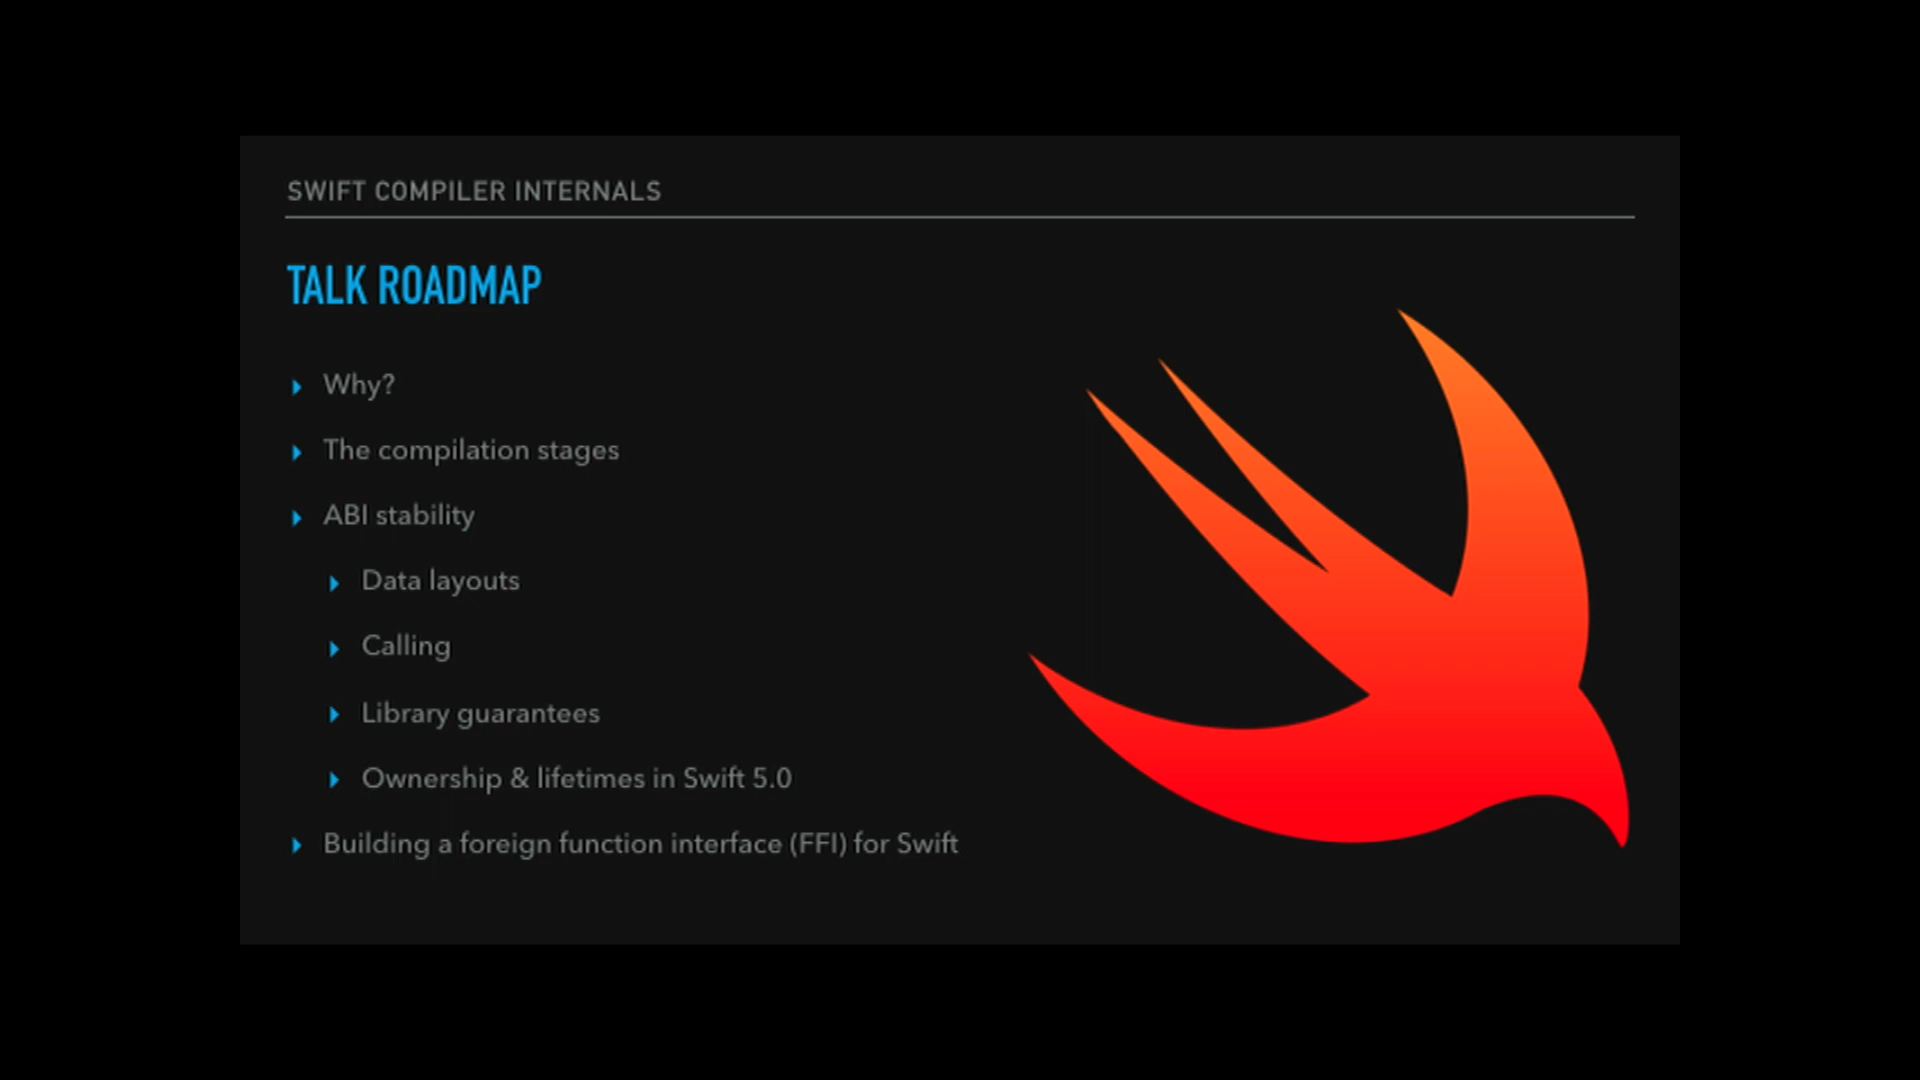 SWIFT COMPILER INTERNALS
TALK ROADMAP
Why?
The compilation stages
ABI stability
Data layouts
Calling
Library guarantees
Ownership & lifetimes in Swift 5.0
Building a foreign function interface (FFI) for Swift